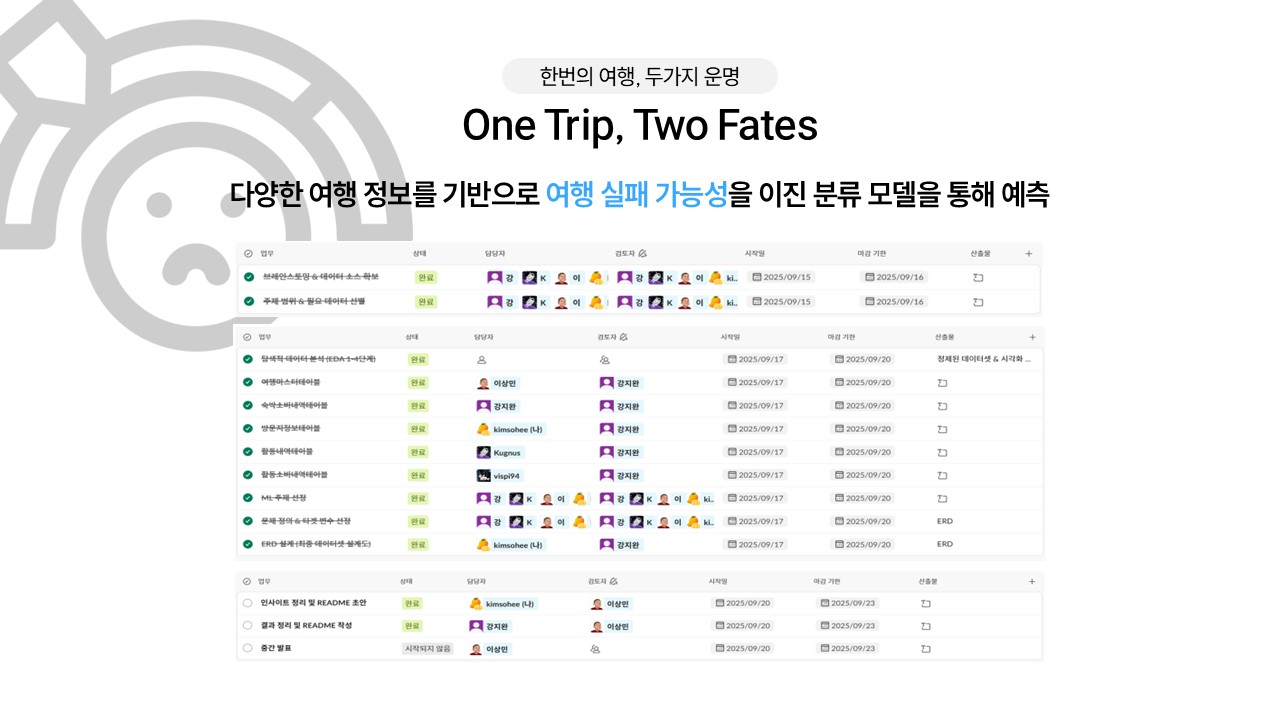 한번의 여행, 두가지 운명
One Trip, Two Fates
다양한 여행 정보를 기반으로 여행 실패 가능성을 이진 분류 모델을 통해 예측
업무 상태 담당자 검토자 시작일 마감 기한 산출물
브레인스토밍 & 데이터 소스 확보 완료 강 K 이 강 K 이 ki.. 2025/09/15 2025/09/16
주제 범위 & 필요 데이터 선별 완료 강 K 이 강 K 이 ki.. 2025/09/15 2025/09/16
업무 상태 담당자 검토자 시작일 마감 기한 산출물
탐색적 데이터 분석 (EDA 1-4단계) 완료 2025/09/17 2025/09/20 정제된 데이터셋 & 시각화 ...
여행마스터테이블 완료 이상민 강지완 2025/09/17 2025/09/20
숙박소비내역테이블 완료 강지완 강지완 2025/09/17 2025/09/20
방문지정보테이블 완료 kimsohee (나) 강지완 2025/09/17 2025/09/20
활동내역테이블 완료 Kugnus 강지완 2025/09/17 2025/09/20
활동소비내역테이블 완료 vispi94 강지완 2025/09/17 2025/09/20
ML 주제 선정 완료 강 K 이 강 K 이 ki.. 2025/09/17 2025/09/20
문제 정의 & 타겟 변수 선정 완료 강 K 이 강 K 이 ki.. 2025/09/17 2025/09/20 ERD
ERD 설계 (최종 데이터셋 설계도) 완료 kimsohee (나) 강지완 2025/09/17 2025/09/20 ERD
업무 상태 담당자 검토자 시작일 마감 기한 산출물
인사이트 정리 및 README 초안 완료 kimsohee (나) 이상민 2025/09/20 2025/09/23
결과 정리 및 README 작성 완료 강지완 이상민 2025/09/20 2025/09/23
중간 발표 시작되지 않음 이상민 2025/09/20 2025/09/23